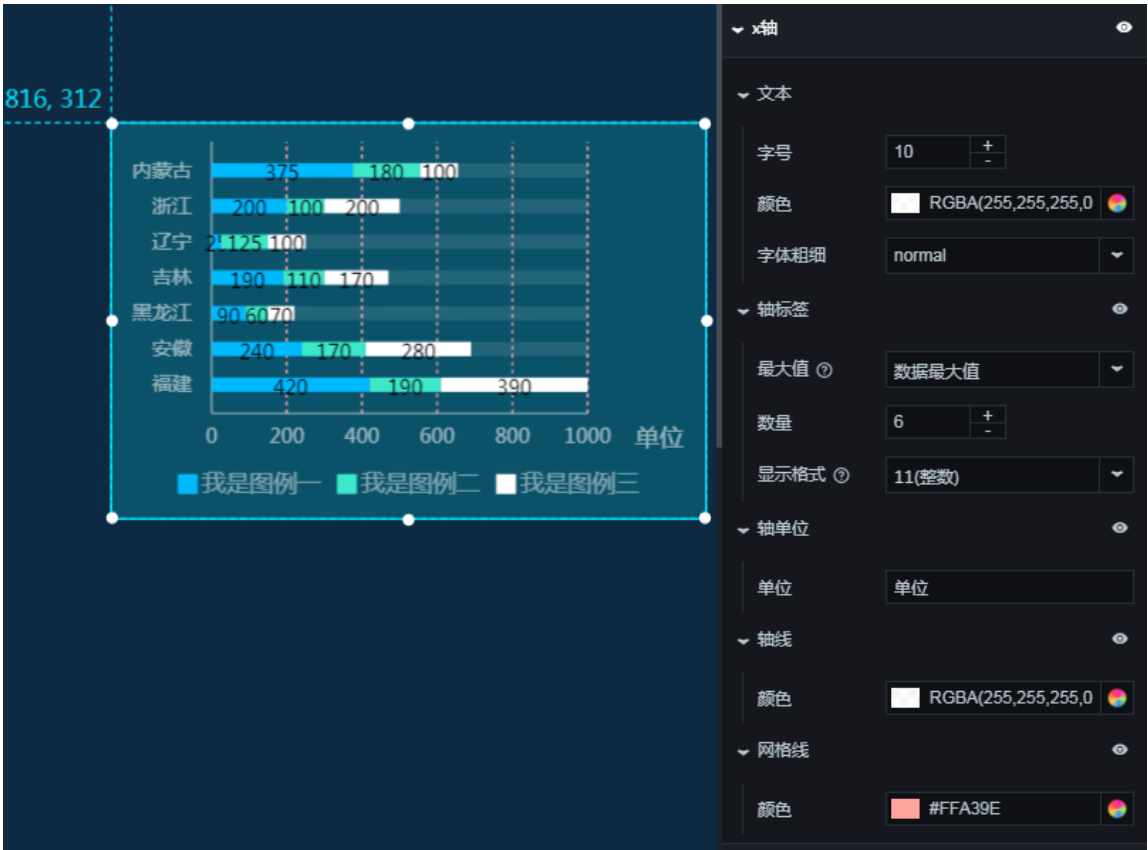 816, 312
内蒙古 375 180 100
浙江 200 100 200
辽宁 125 100
吉林 190 110 170
黑龙江 90 60 70
安徽 240 170 280
福建 420 190 390
0 200 400 600 800 1000 单位
我是图例一 我是图例二 我是图例三
x轴
文本
字号 10 + -
颜色 RGBA(255,255,255,0
字体粗细 normal
轴标签
最大值 ? 数据最大值
数量 6 + -
显示格式 ? 11(整数)
轴单位
单位 单位
轴线
颜色 RGBA(255,255,255,0
网格线
颜色 #FFA39E